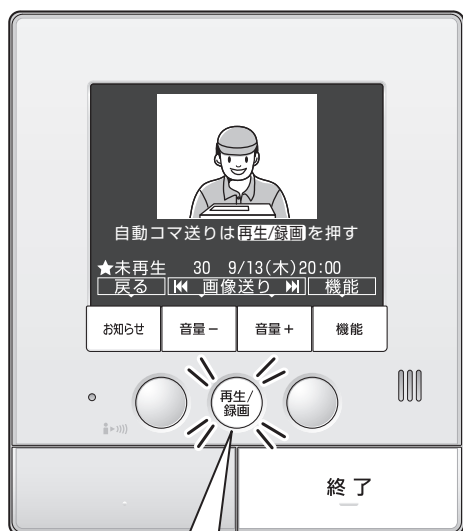 自動コマ送りは再生/録画を押す
★未再生 30 9/13(木)20:00
戻る ⏮ 画像送り ⏭ 機能
お知らせ 音量− 音量+ 機能
再生/
録画
終了